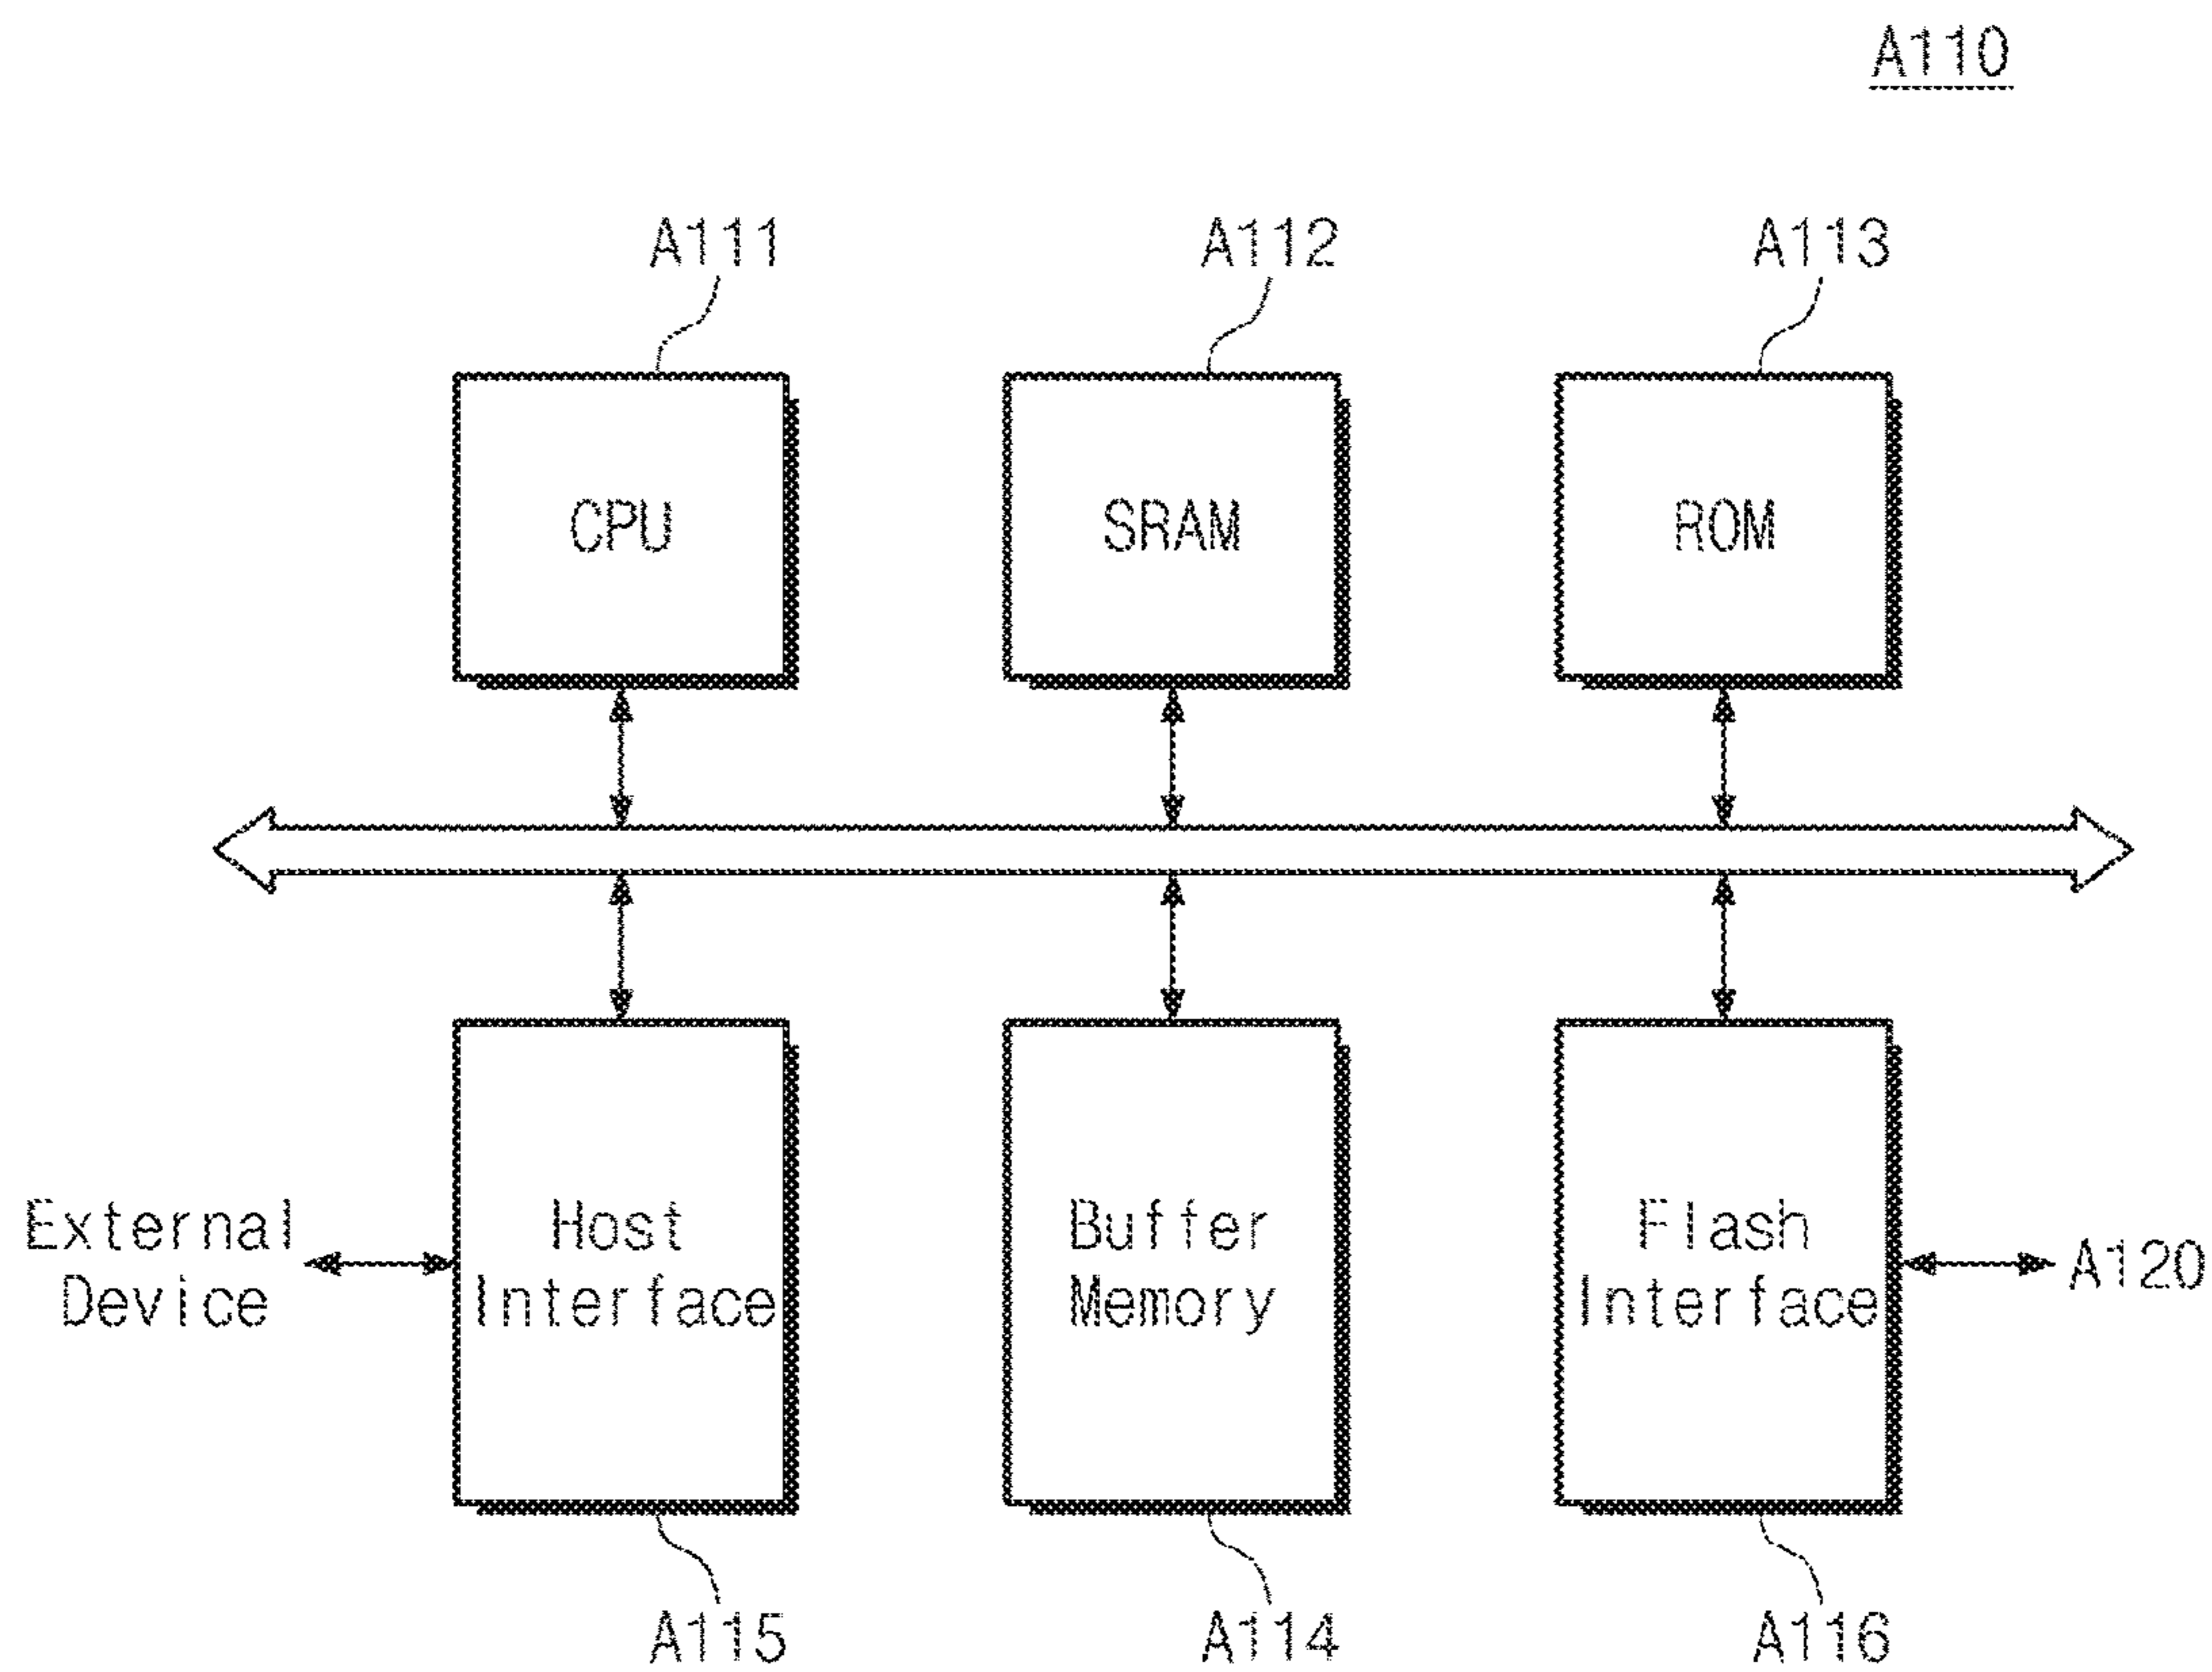 A110
A111
A112
A113
CPU
SRAM
ROM
External
Device
Host
Interface
Buffer
Memory
Flash
Interface
A120
A115
A114
A116